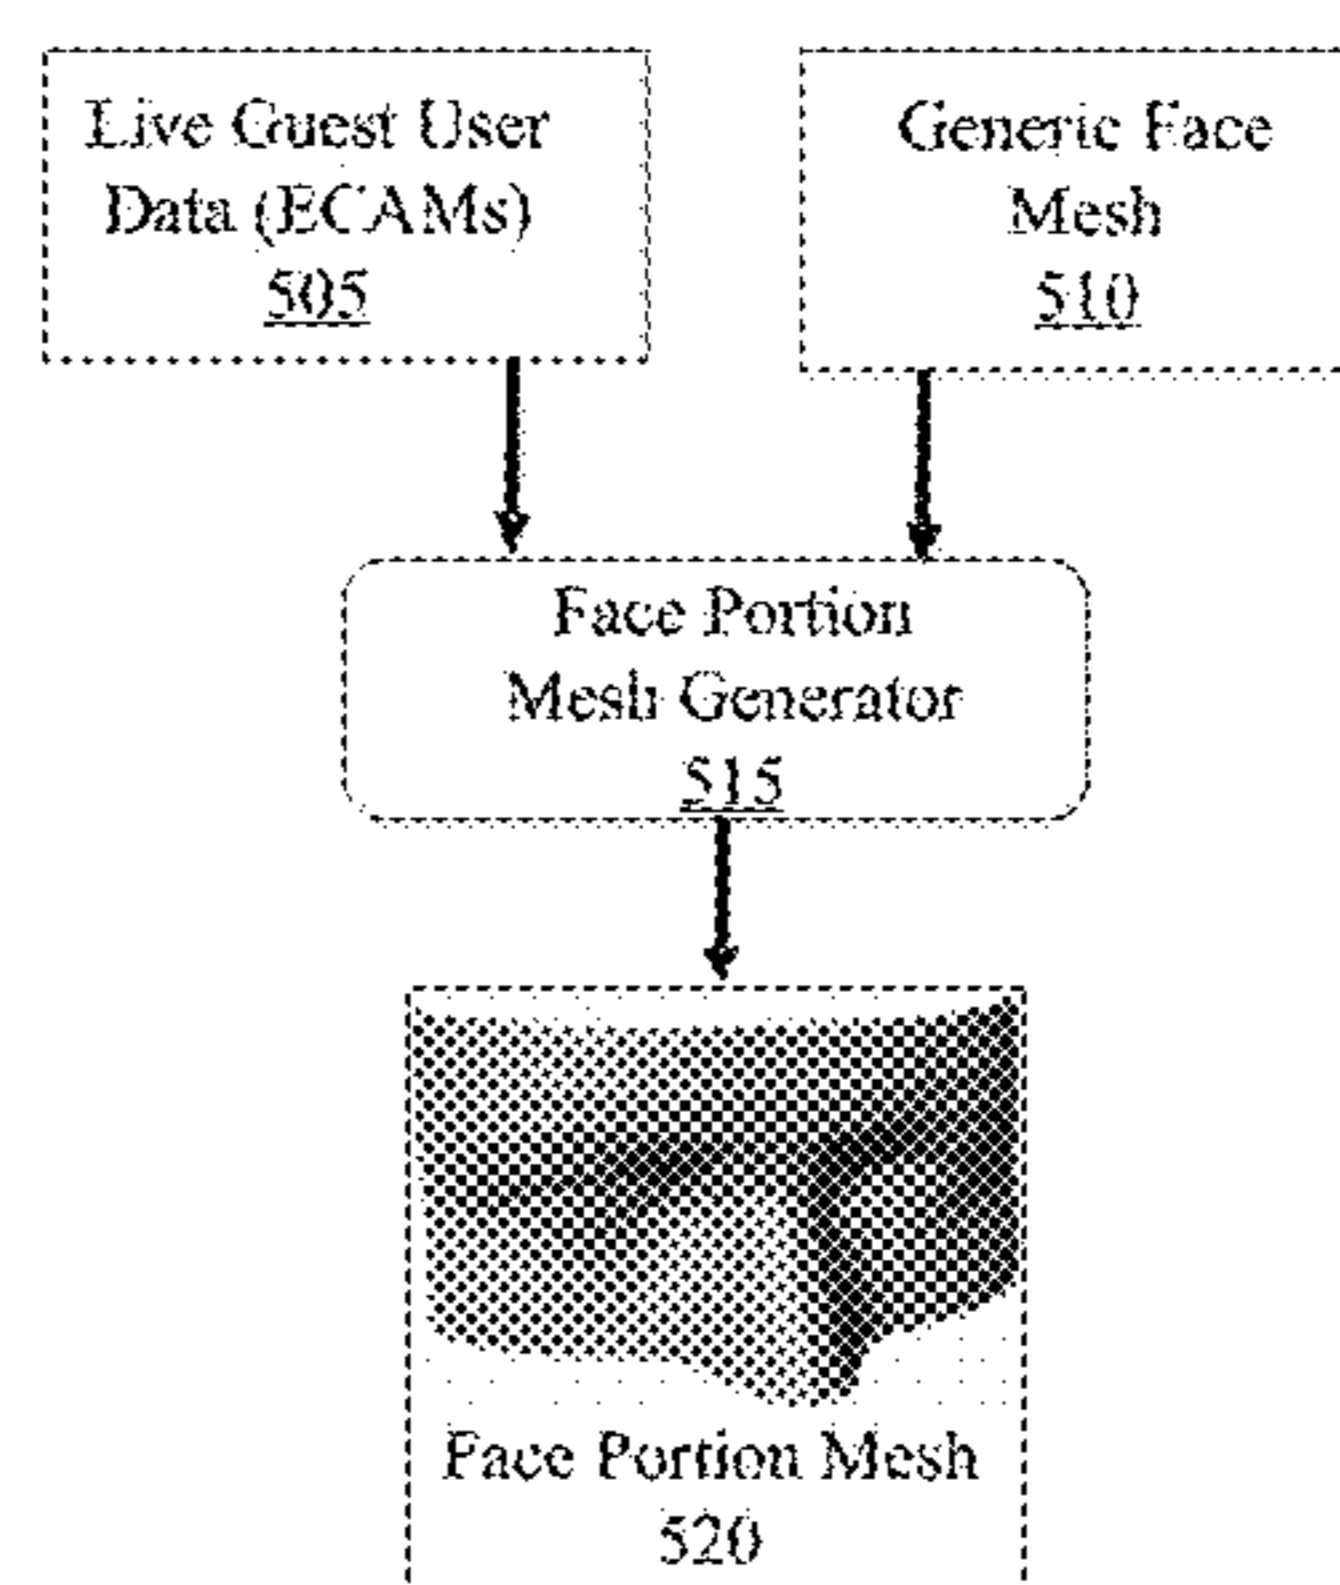 Live Guest User
Data (ECAMs)
505
Generic Face
Mesh
510
Face Portion
Mesh Generator
515
Face Portion Mesh
520